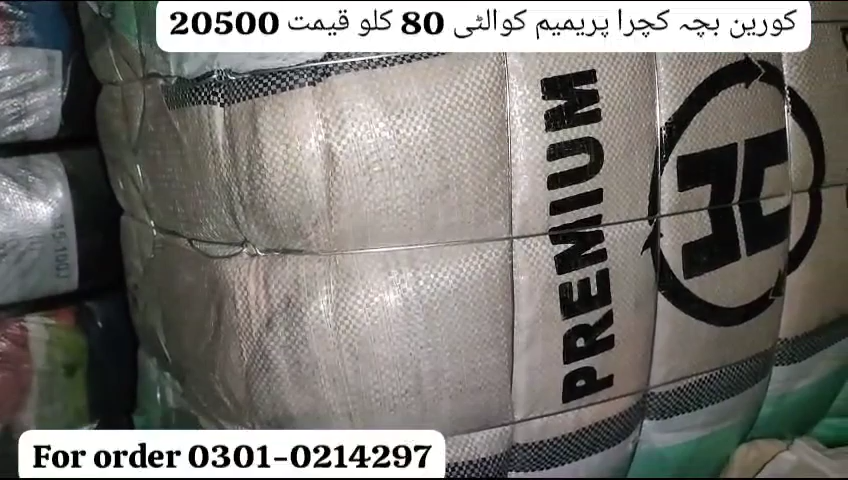 کورین بچہ کچرا پریمیم کوالٹی 80 کلو قیمت 20500
PREMIUM
H
For order 0301-0214297